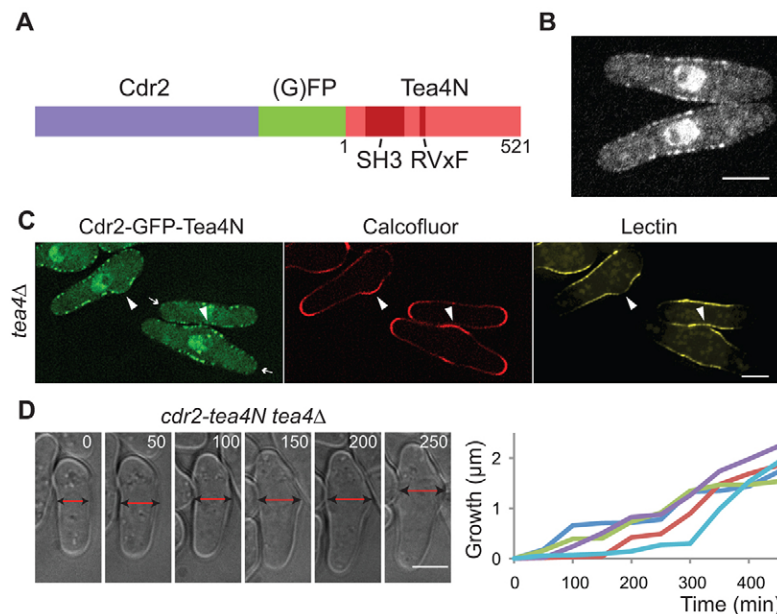 A
B
Cdr2
(G)FP
Tea4N
1
521
SH3
RVxF
C
Cdr2-GFP-Tea4N
Calcofluor
Lectin
tea4Δ
D
cdr2-tea4N tea4Δ
0
50
100
150
200
250
Growth (μm)
2
1
0
0
100
200
300
400
Time (min)